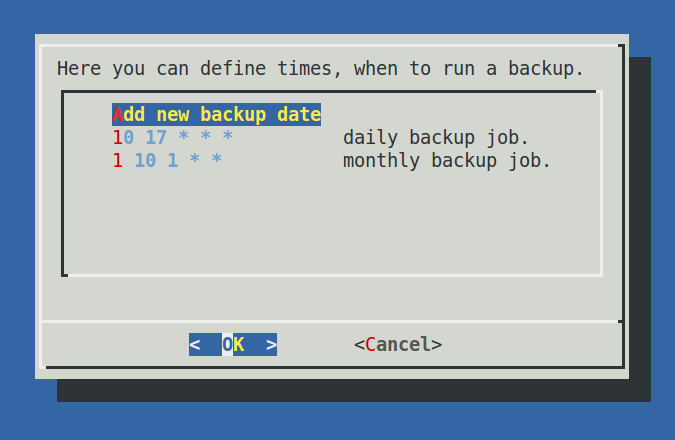 Here you can define times, when to run a backup.
Add new backup date
10 17 * * * daily backup job.
1 10 1 * * monthly backup job.
< OK > <Cancel>